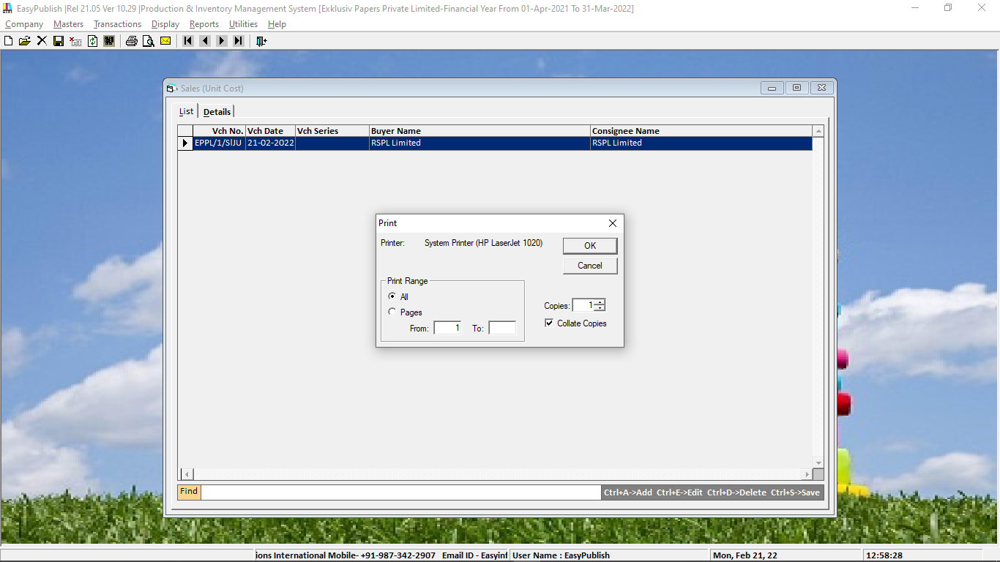 EasyPublish |Rel 21.05 Ver 10.29 |Production & Inventory Management System [Exklusiv Papers Private Limited-Financial Year From 01-Apr-2021 To 31-Mar-2022]
Company Masters Transactions Display Reports Utilities Help
Sales (Unit Cost)
List Details
Vch No. Vch Date Vch Series Buyer Name Consignee Name
EPPL/1/SlJU 21-02-2022 RSPL Limited RSPL Limited
Print
Printer: System Printer (HP LaserJet 1020) OK
Cancel
Print Range
All
Pages
From: 1 To:
Copies: 1
Collate Copies
Find Ctrl+A->Add Ctrl+E->Edit Ctrl+D->Delete Ctrl+S->Save
ions International Mobile- +91-987-342-2907 Email ID - Easyinf User Name : EasyPublish Mon, Feb 21, 22 12:58:28